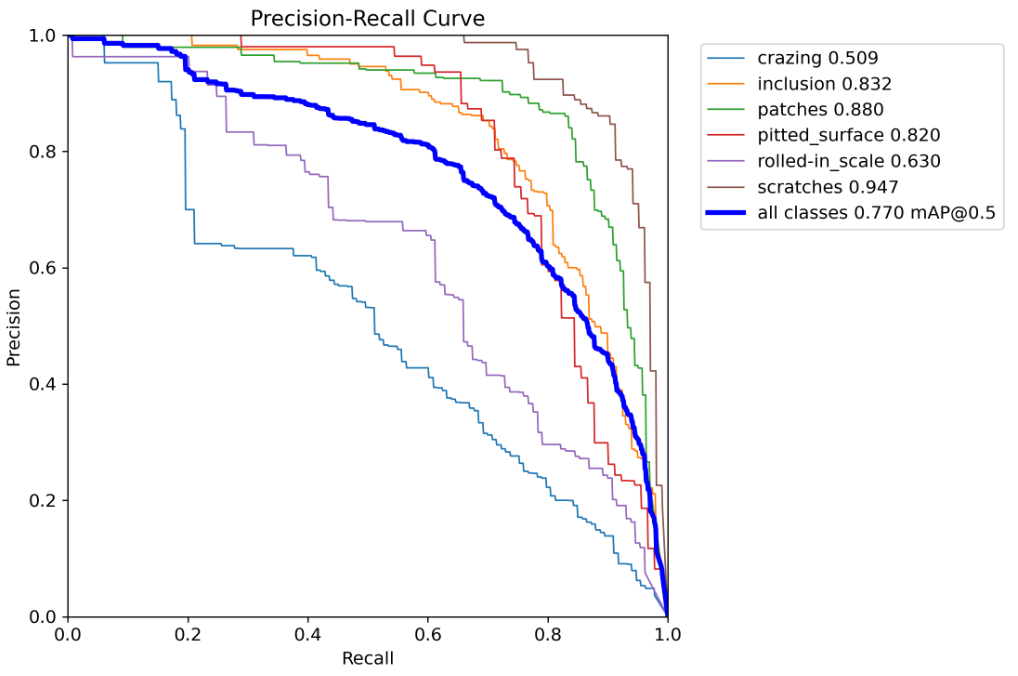 Precision-Recall Curve
1.0
0.8
0.6
0.4
0.2
0.0
Precision
0.0 0.2 0.4 0.6 0.8 1.0
Recall
crazing 0.509
inclusion 0.832
patches 0.880
pitted_surface 0.820
rolled-in_scale 0.630
scratches 0.947
all classes 0.770 mAP@0.5